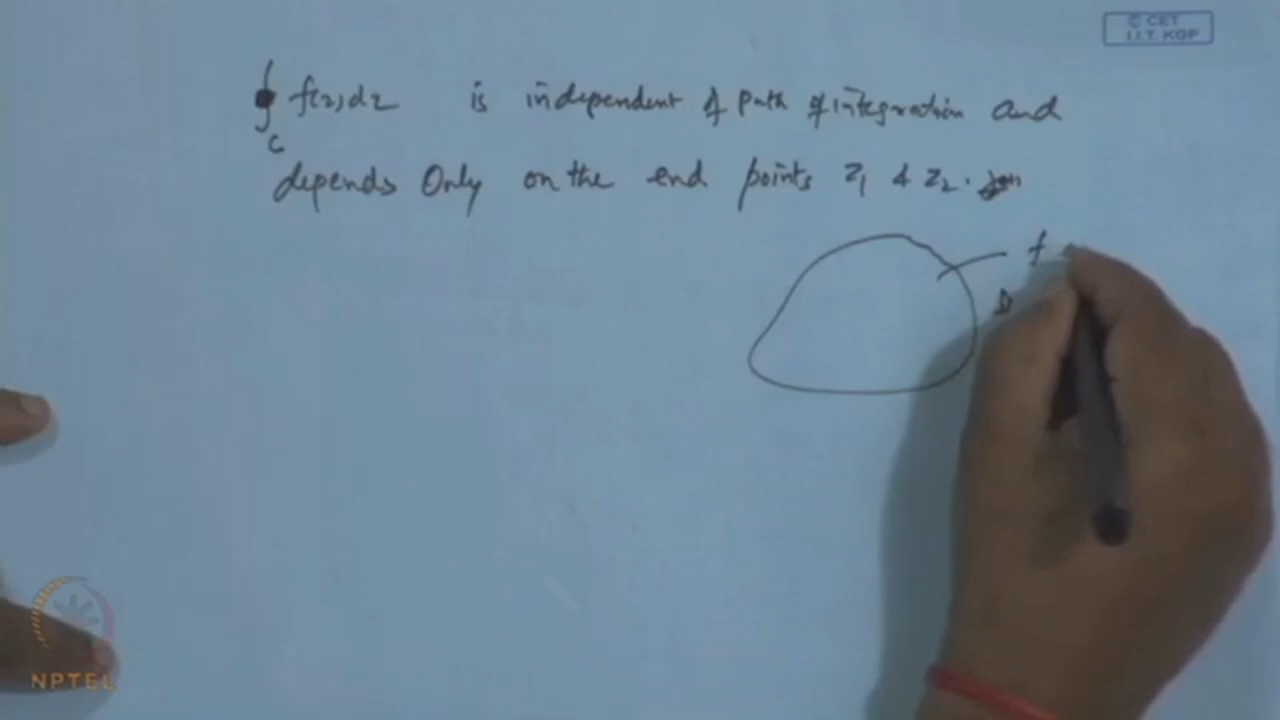 © CET
I.I.T. KGP
∫ f(z)dz is independent of path of integration and
C
depends Only on the end points z₁ & z₂.
f
D
NPTEL